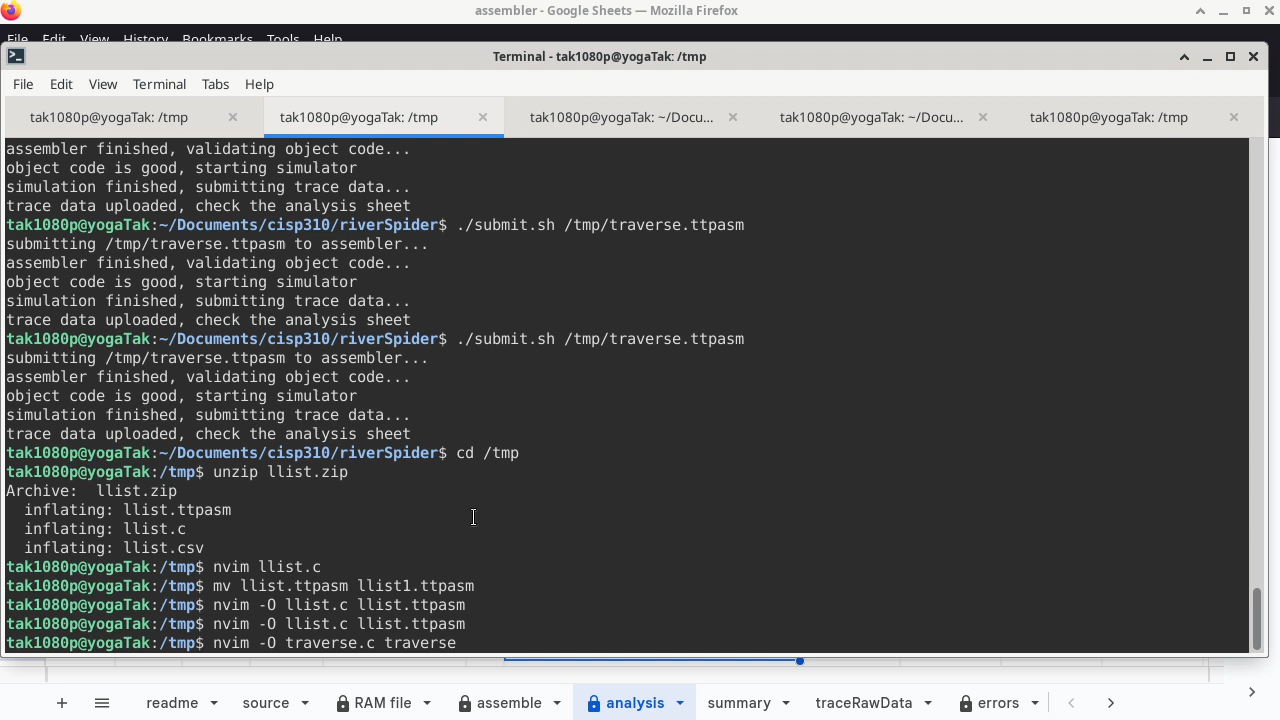 assembler - Google Sheets — Mozilla Firefox
File Edit View History Bookmarks Tools Help
Terminal - tak1080p@yogaTak: /tmp
File Edit View Terminal Tabs Help
tak1080p@yogaTak: /tmp tak1080p@yogaTak: /tmp tak1080p@yogaTak: ~/Docu... tak1080p@yogaTak: ~/Docu... tak1080p@yogaTak: /tmp
assembler finished, validating object code...
object code is good, starting simulator
simulation finished, submitting trace data...
trace data uploaded, check the analysis sheet
tak1080p@yogaTak:~/Documents/cisp310/riverSpider$ ./submit.sh /tmp/traverse.ttpasm
submitting /tmp/traverse.ttpasm to assembler...
assembler finished, validating object code...
object code is good, starting simulator
simulation finished, submitting trace data...
trace data uploaded, check the analysis sheet
tak1080p@yogaTak:~/Documents/cisp310/riverSpider$ ./submit.sh /tmp/traverse.ttpasm
submitting /tmp/traverse.ttpasm to assembler...
assembler finished, validating object code...
object code is good, starting simulator
simulation finished, submitting trace data...
trace data uploaded, check the analysis sheet
tak1080p@yogaTak:~/Documents/cisp310/riverSpider$ cd /tmp
tak1080p@yogaTak:/tmp$ unzip llist.zip
Archive:  llist.zip
  inflating: llist.ttpasm
  inflating: llist.c
  inflating: llist.csv
tak1080p@yogaTak:/tmp$ nvim llist.c
tak1080p@yogaTak:/tmp$ mv llist.ttpasm llist1.ttpasm
tak1080p@yogaTak:/tmp$ nvim -O llist.c llist.ttpasm
tak1080p@yogaTak:/tmp$ nvim -O llist.c llist.ttpasm
tak1080p@yogaTak:/tmp$ nvim -O traverse.c traverse
readme source RAM file assemble analysis summary traceRawData errors